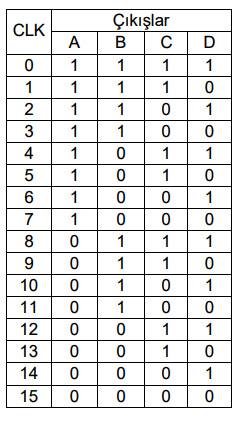 CLK Çıkışlar
A B C D
0 1 1 1 1
1 1 1 1 0
2 1 1 0 1
3 1 1 0 0
4 1 0 1 1
5 1 0 1 0
6 1 0 0 1
7 1 0 0 0
8 0 1 1 1
9 0 1 1 0
10 0 1 0 1
11 0 1 0 0
12 0 0 1 1
13 0 0 1 0
14 0 0 0 1
15 0 0 0 0